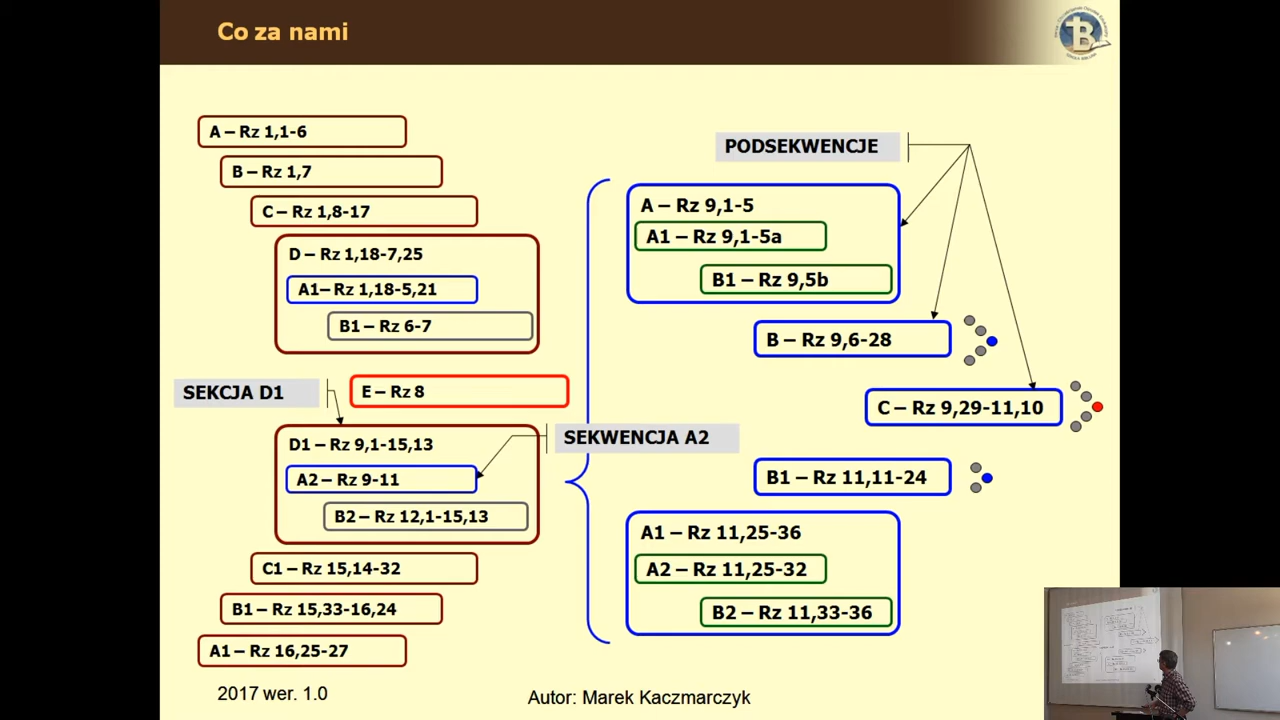 Co za nami
A – Rz 1,1-6
B – Rz 1,7
C – Rz 1,8-17
D – Rz 1,18-7,25
A1– Rz 1,18-5,21
B1 – Rz 6-7
SEKCJA D1
E – Rz 8
D1 – Rz 9,1-15,13
A2 – Rz 9-11
B2 – Rz 12,1-15,13
C1 – Rz 15,14-32
B1 – Rz 15,33-16,24
A1 – Rz 16,25-27
SEKWENCJA A2
PODSEKWENCJE
A – Rz 9,1-5
A1 – Rz 9,1-5a
B1 – Rz 9,5b
B – Rz 9,6-28
C – Rz 9,29-11,10
B1 – Rz 11,11-24
A1 – Rz 11,25-36
A2 – Rz 11,25-32
B2 – Rz 11,33-36
2017 wer. 1.0
Autor: Marek Kaczmarczyk